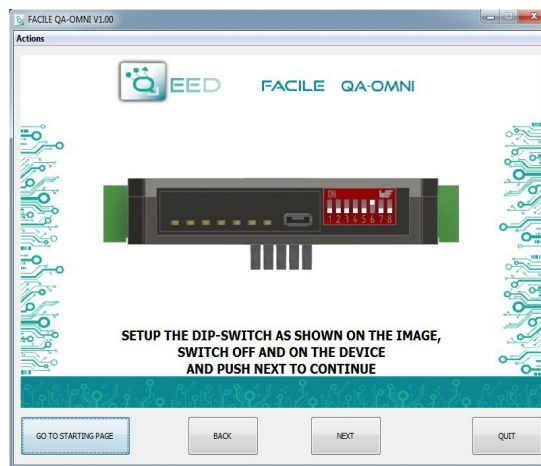 FACILE QA-OMNI V1.00
Actions
QEED FACILE QA-OMNI
ON WE
1 2 3 4 5 6 7 8
SETUP THE DIP-SWITCH AS SHOWN ON THE IMAGE,
SWITCH OFF AND ON THE DEVICE
AND PUSH NEXT TO CONTINUE
GO TO STARTING PAGE BACK NEXT QUIT